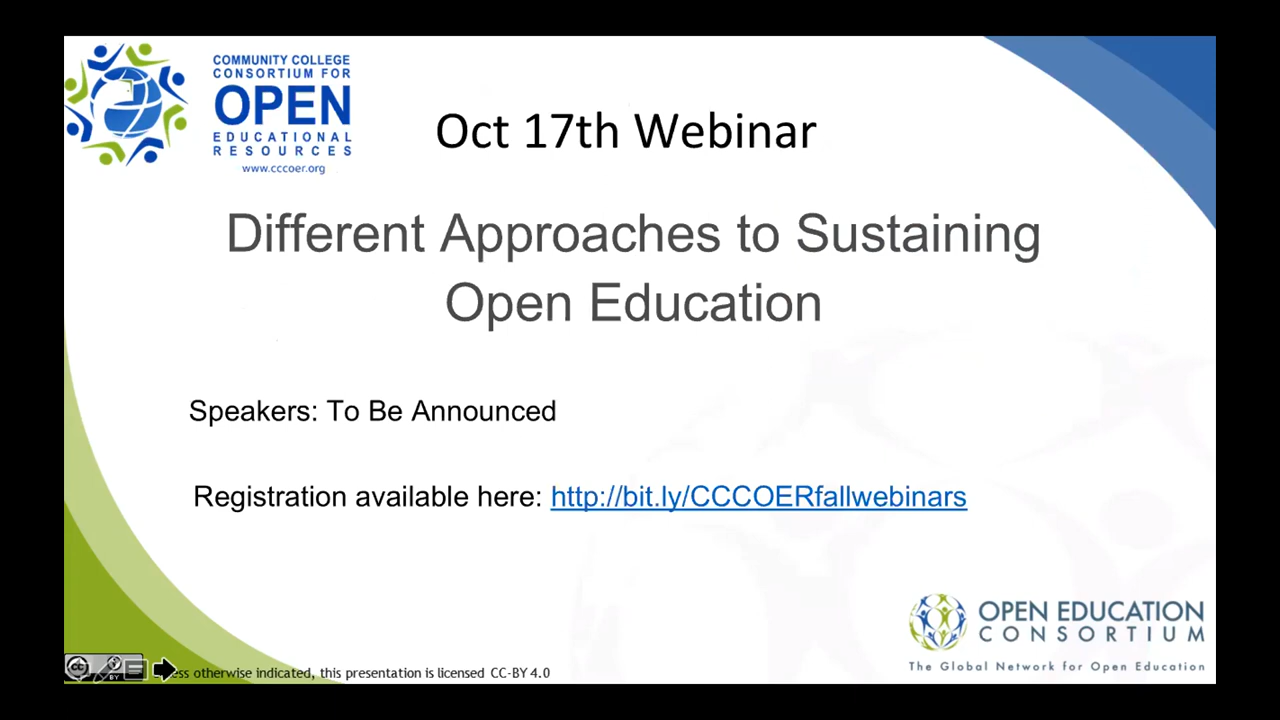 COMMUNITY COLLEGE
CONSORTIUM FOR
OPEN
EDUCATIONAL
RESOURCES
www.cccoer.org
Oct 17th Webinar
Different Approaches to Sustaining
Open Education
Speakers: To Be Announced
Registration available here: http://bit.ly/CCCOERfallwebinars
OPEN EDUCATION
CONSORTIUM
The Global Network for Open Education
cc BY
otherwise indicated, this presentation is licensed CC-BY 4.0